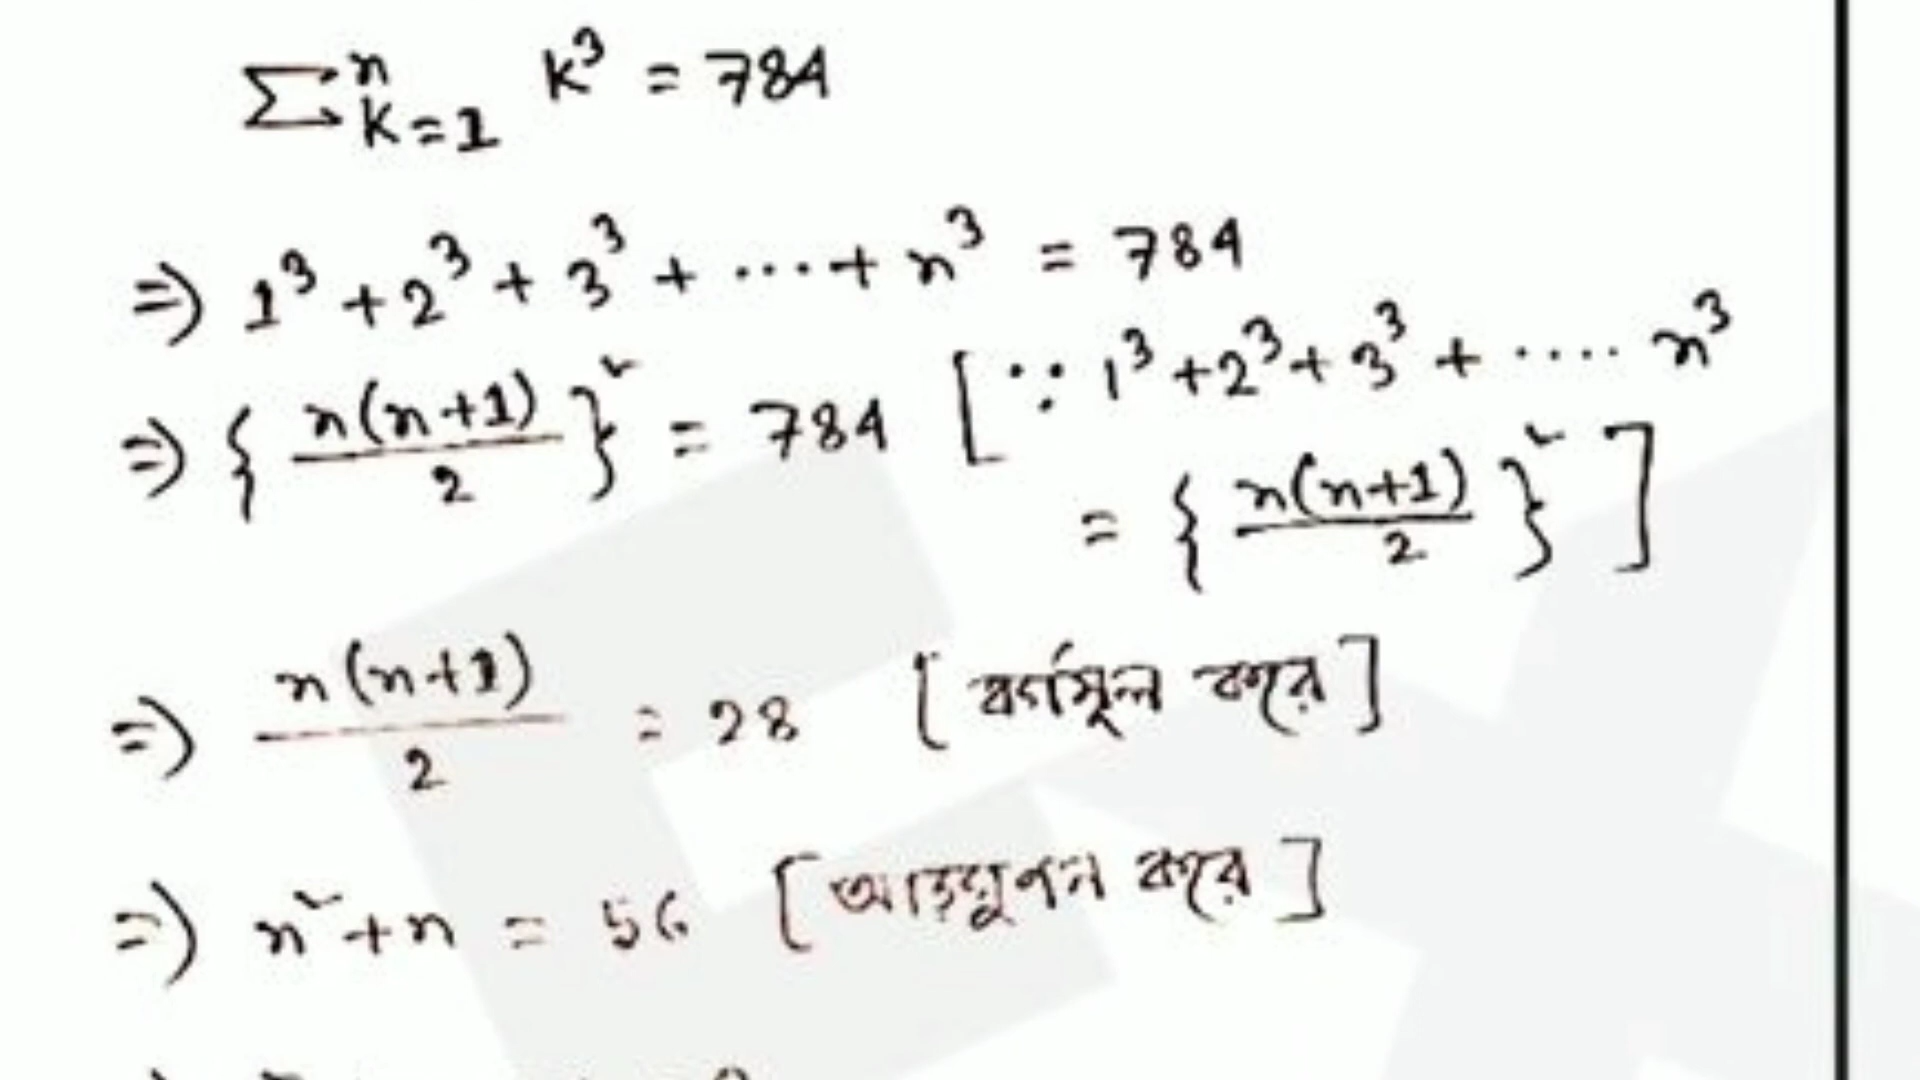 ∑ⁿₖ₌₁ k³ = 784
⇒ 1³ + 2³ + 3³ + ··· + n³ = 784
⇒ { n(n+1) / 2 }² = 784 [ ∵ 1³ + 2³ + 3³ + ···· n³
= { n(n+1) / 2 }² ]
⇒ n(n+1) / 2 = 28 [ বর্গমূল করে ]
⇒ n² + n = 56 [ আড়গুণন করে ]